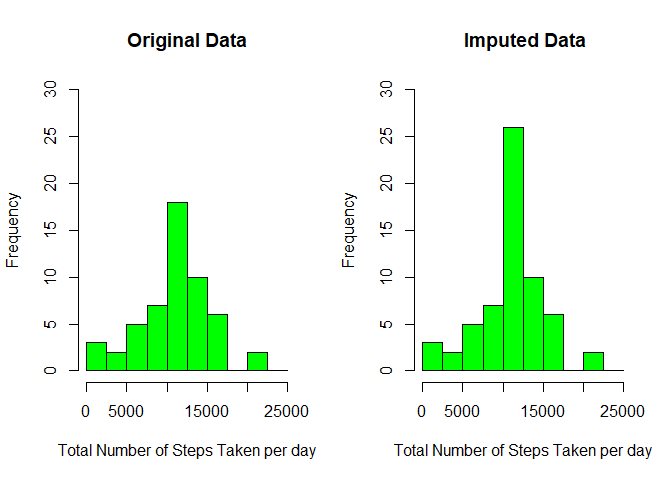 Original Data
Frequency
30
25
20
15
10
5
0
0 5000 15000 25000
Total Number of Steps Taken per day
Imputed Data
Frequency
30
25
20
15
10
5
0
0 5000 15000 25000
Total Number of Steps Taken per day